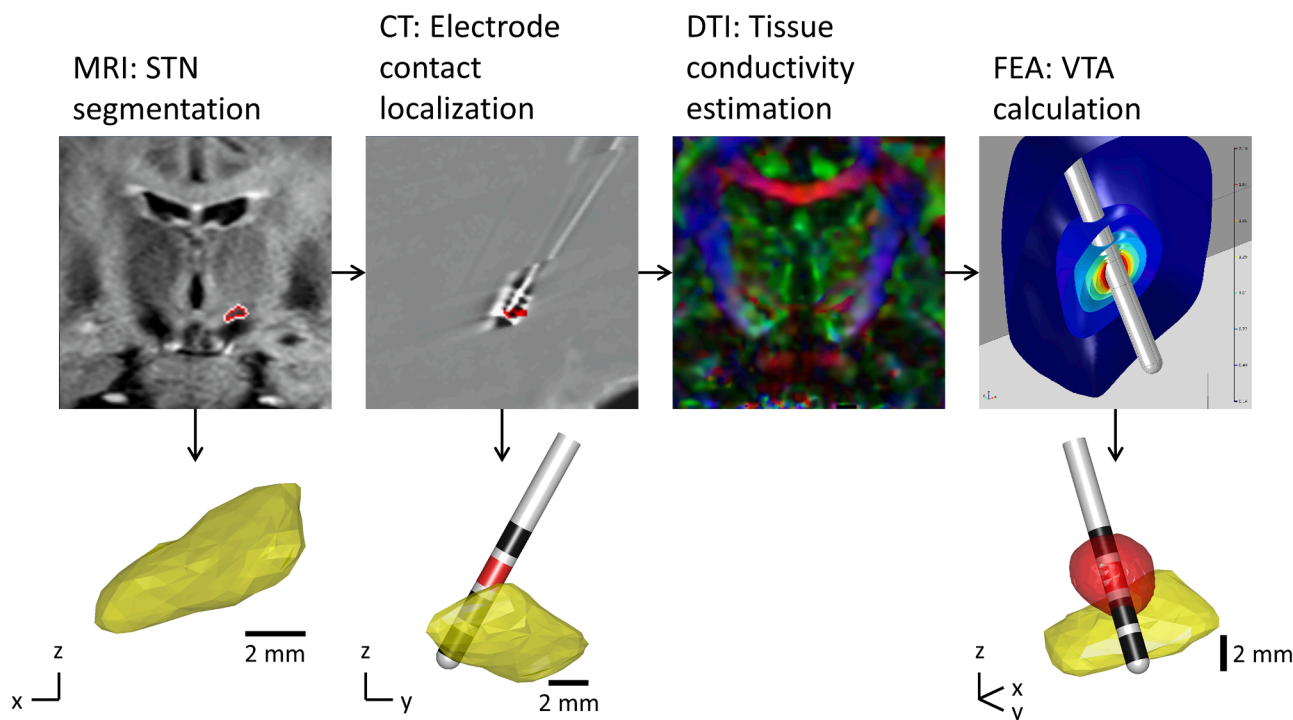 MRI: STN
segmentation
CT: Electrode
contact
localization
DTI: Tissue
conductivity
estimation
FEA: VTA
calculation
2 mm
z
x
2 mm
z
y
2 mm
z
x
y